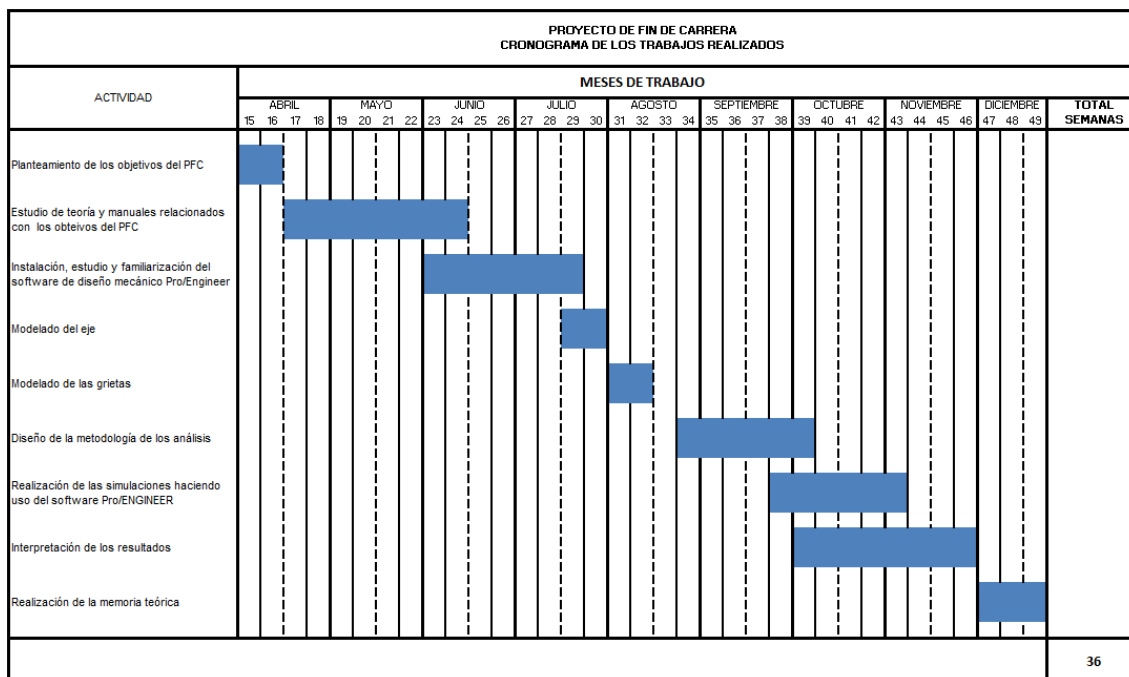 PROYECTO DE FIN DE CARRERA
CRONOGRAMA DE LOS TRABAJOS REALIZADOS
ACTIVIDAD
MESES DE TRABAJO
ABRIL MAYO JUNIO JULIO AGOSTO SEPTIEMBRE OCTUBRE NOVIEMBRE DICIEMBRE TOTAL
15 16 17 18 19 20 21 22 23 24 25 26 27 28 29 30 31 32 33 34 35 36 37 38 39 40 41 42 43 44 45 46 47 48 49 SEMANAS
Planteamiento de los objetivos del PFC
Estudio de teoría y manuales relacionados
con los obteivos del PFC
Instalación, estudio y familiarización del
software de diseño mecánico Pro/Engineer
Modelado del eje
Modelado de las grietas
Diseño de la metodología de los análisis
Realización de las simulaciones haciendo
uso del software Pro/ENGINEER
Interpretación de los resultados
Realización de la memoria teórica
36